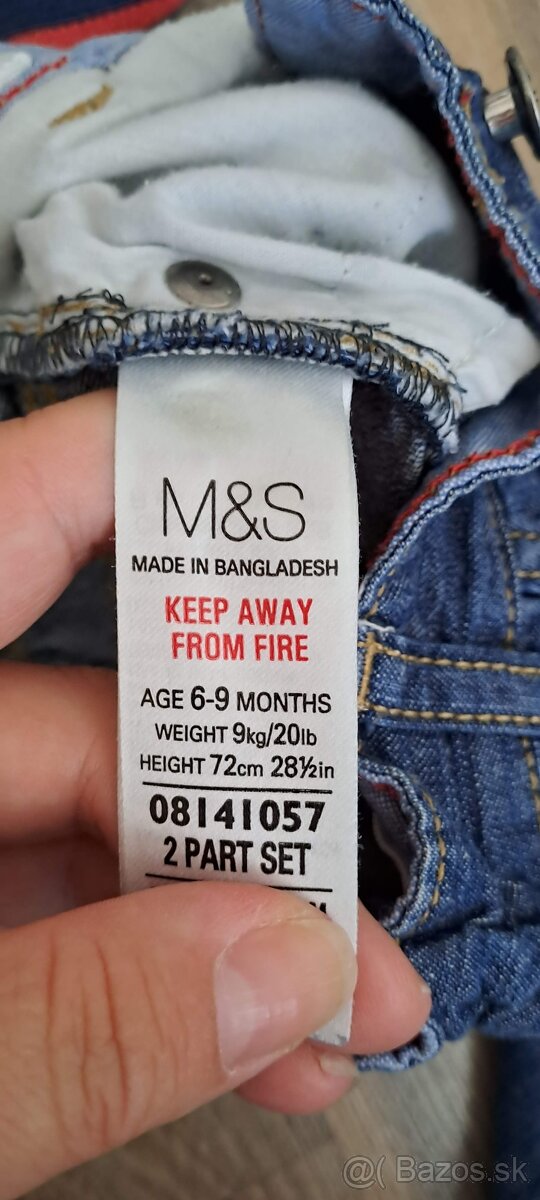 M&S
MADE IN BANGLADESH
KEEP AWAY
FROM FIRE
AGE 6-9 MONTHS
WEIGHT 9kg/20lb
HEIGHT 72cm 28½in
08141057
2 PART SET
@( Bazos.sk